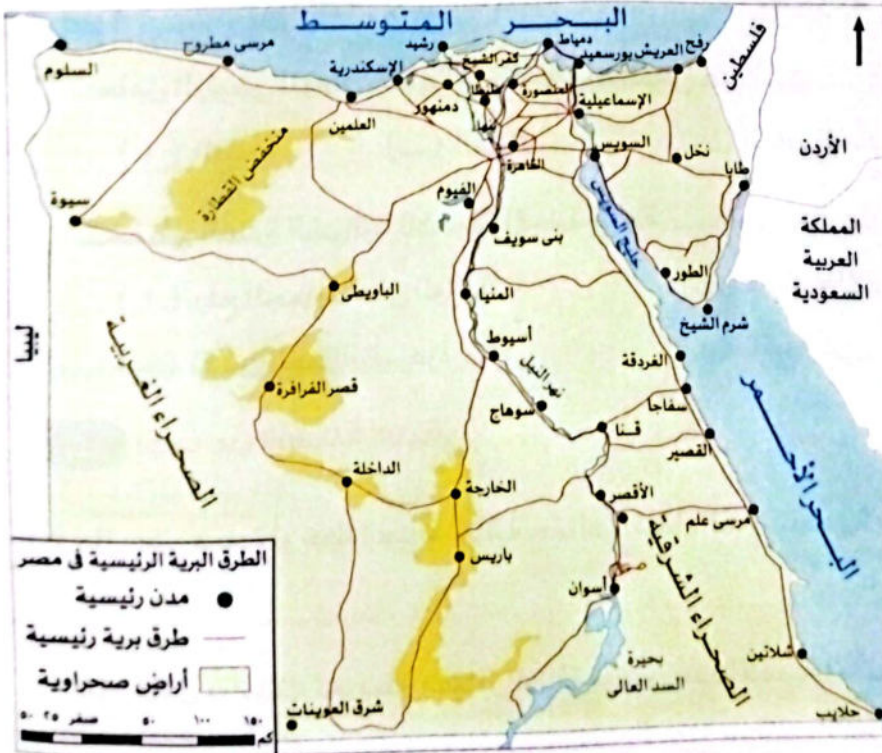 البحر المتوسط
السلوم
مرسى مطروح
الإسكندرية
رشيد
كفر الشيخ
دمياط
بورسعيد
العريش
رفح
فلسطين
العلمين
دمنهور
طنطا
المنصورة
الإسماعيلية
بنها
القاهرة
السويس
نخل
طابا
الأردن
منخفض القطارة
سيوة
الفيوم
بنى سويف
خليج السويس
الطور
شرم الشيخ
المملكة
العربية
السعودية
ليبيا
الباويطى
المنيا
أسيوط
نهر النيل
الغردقة
سفاجا
الصحراء الغربية
قصر الفرافرة
سوهاج
قنا
القصير
البحر الأحمر
الداخلة
الخارجة
الأقصر
مرسى علم
باريس
أسوان
الصحراء الشرقية
بحيرة
السد العالى
شلاتين
حلايب
شرق العوينات
الطرق البرية الرئيسية فى مصر
مدن رئيسية
طرق برية رئيسية
أراضٍ صحراوية
٥٠ ٢٥ صفر ٥٠ ١٠٠ ١٥٠
كم